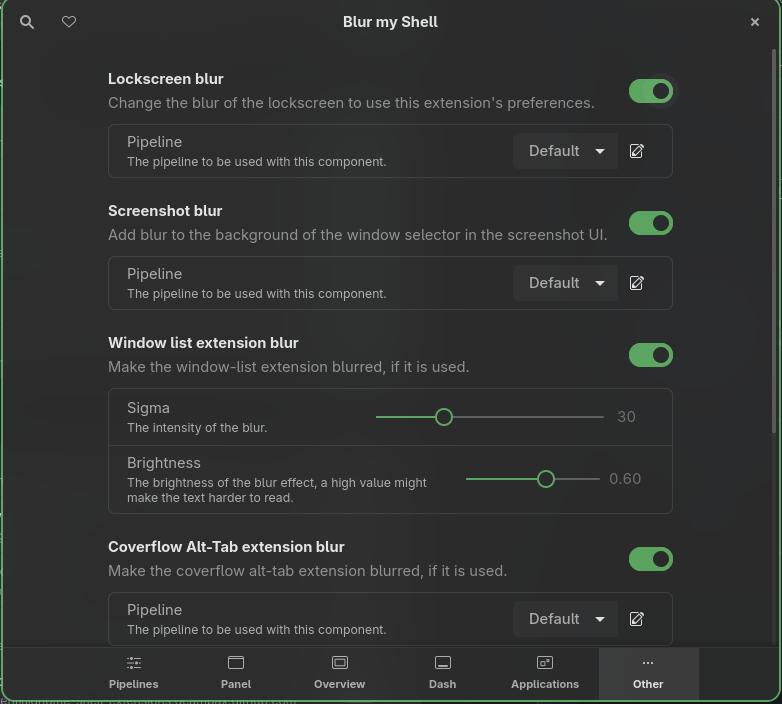 Blur my Shell
Lockscreen blur
Change the blur of the lockscreen to use this extension's preferences.
Pipeline
The pipeline to be used with this component.
Default
Screenshot blur
Add blur to the background of the window selector in the screenshot UI.
Pipeline
The pipeline to be used with this component.
Default
Window list extension blur
Make the window-list extension blurred, if it is used.
Sigma
The intensity of the blur.
30
Brightness
The brightness of the blur effect, a high value might
make the text harder to read.
0.60
Coverflow Alt-Tab extension blur
Make the coverflow alt-tab extension blurred, if it is used.
Pipeline
The pipeline to be used with this component.
Default
Pipelines
Panel
Overview
Dash
Applications
Other